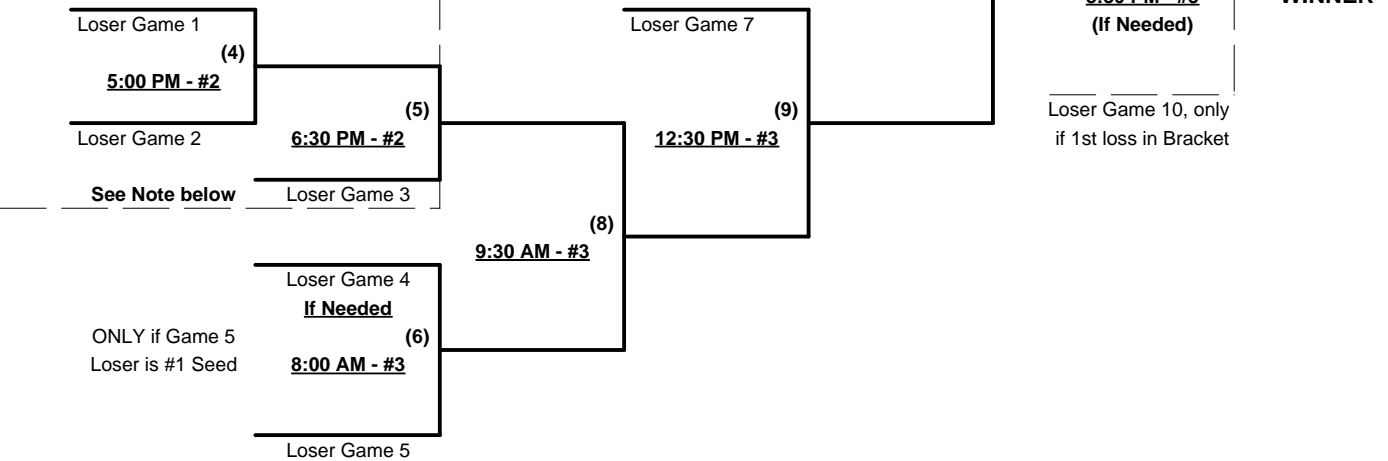 WINNER
Loser Game 1
(4)
5:00 PM - #2
Loser Game 2
(5)
6:30 PM - #2
See Note below
Loser Game 3
Loser Game 7
(9)
12:30 PM - #3
(If Needed)
Loser Game 10, only
if 1st loss in Bracket
(8)
9:30 AM - #3
Loser Game 4
If Needed
ONLY if Game 5
Loser is #1 Seed
(6)
8:00 AM - #3
Loser Game 5